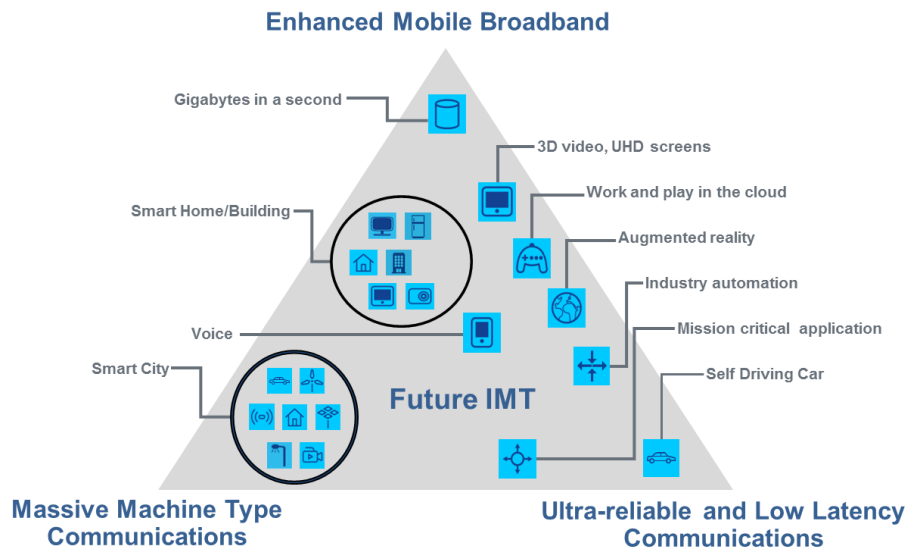 Enhanced Mobile Broadband
Gigabytes in a second
3D video, UHD screens
Work and play in the cloud
Smart Home/Building
Augmented reality
Industry automation
Mission critical application
Voice
Smart City
Self Driving Car
Future IMT
Massive Machine Type
Communications
Ultra-reliable and Low Latency
Communications